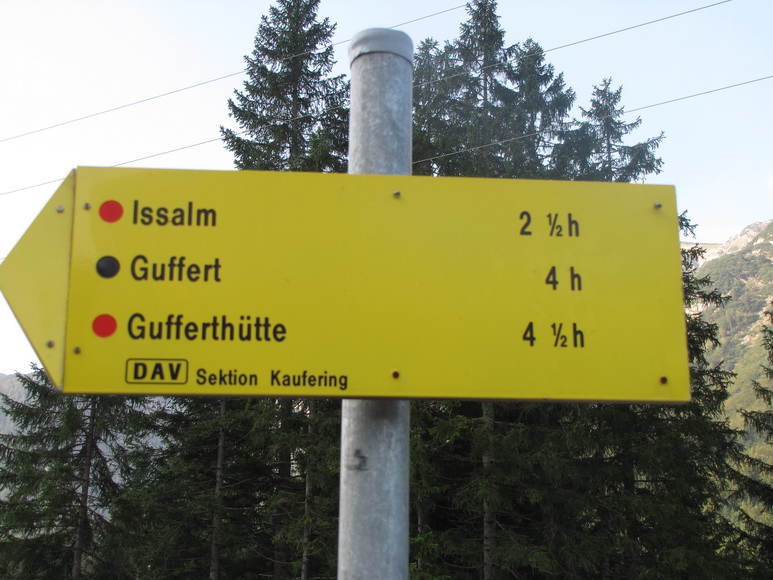 Issalm 2 ½ h
Guffert 4 h
Gufferthütte 4 ½ h
DAV Sektion Kaufering